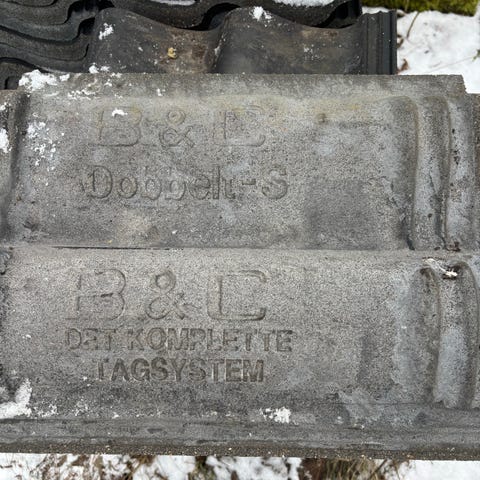 B & C
Dobbelt-S
B & C
DET KOMPLETTE
TAGSYSTEM